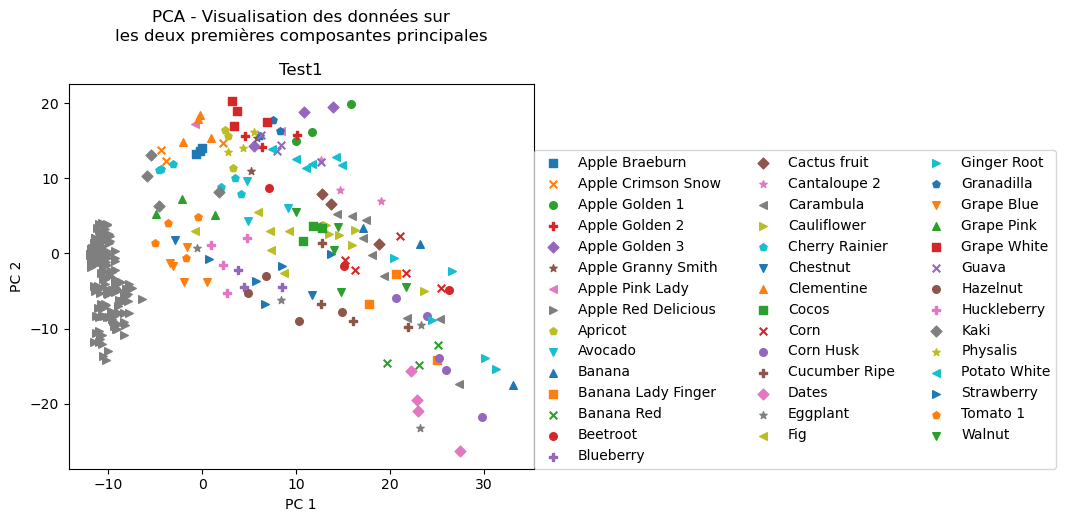 PCA - Visualisation des données sur
les deux premières composantes principales
Test1
20
10
0
−10
−20
PC 2
−10 0 10 20 30
PC 1
Apple Braeburn
Apple Crimson Snow
Apple Golden 1
Apple Golden 2
Apple Golden 3
Apple Granny Smith
Apple Pink Lady
Apple Red Delicious
Apricot
Avocado
Banana
Banana Lady Finger
Banana Red
Beetroot
Blueberry
Cactus fruit
Cantaloupe 2
Carambula
Cauliflower
Cherry Rainier
Chestnut
Clementine
Cocos
Corn
Corn Husk
Cucumber Ripe
Dates
Eggplant
Fig
Ginger Root
Granadilla
Grape Blue
Grape Pink
Grape White
Guava
Hazelnut
Huckleberry
Kaki
Physalis
Potato White
Strawberry
Tomato 1
Walnut